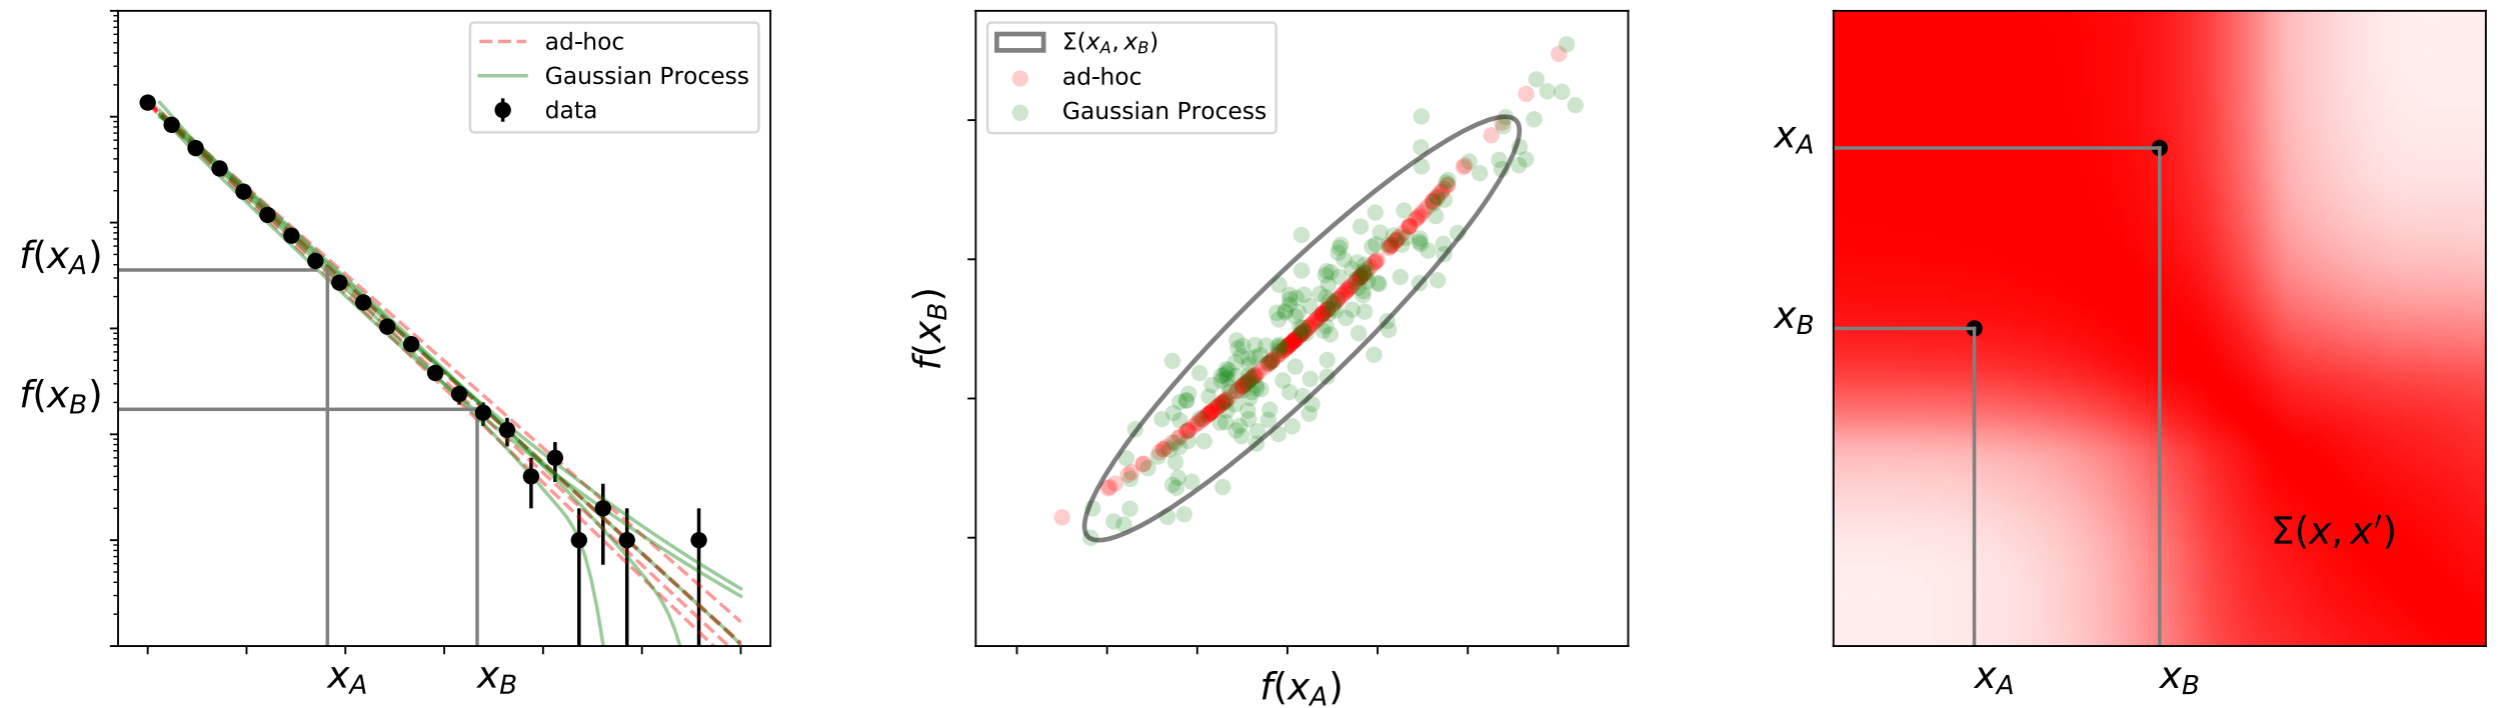 ad-hoc
Gaussian Process
data
f(x_A)
f(x_B)
x_A
x_B
Σ(x_A, x_B)
ad-hoc
Gaussian Process
f(x_B)
f(x_A)
x_A
x_B
Σ(x, x′)
x_A
x_B